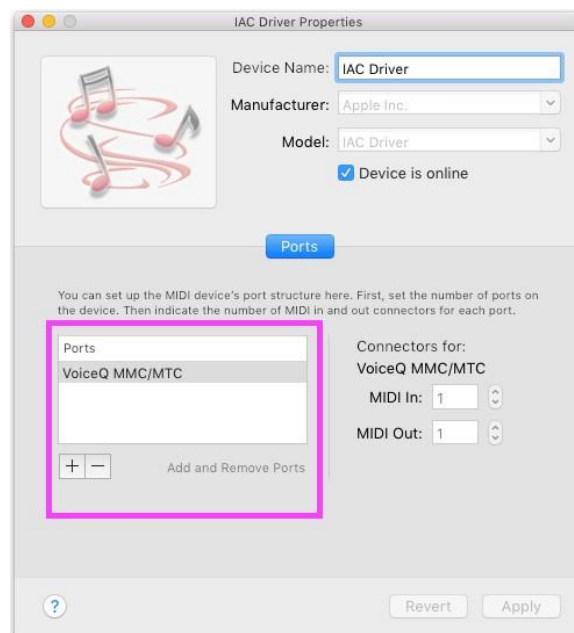 IAC Driver Properties
Device Name: IAC Driver
Manufacturer: Apple Inc.
Model: IAC Driver
Device is online
Ports
You can set up the MIDI device's port structure here. First, set the number of ports on
the device. Then indicate the number of MIDI in and out connectors for each port.
Ports
VoiceQ MMC/MTC
+ − Add and Remove Ports
Connectors for:
VoiceQ MMC/MTC
MIDI In: 1
MIDI Out: 1
? Revert Apply